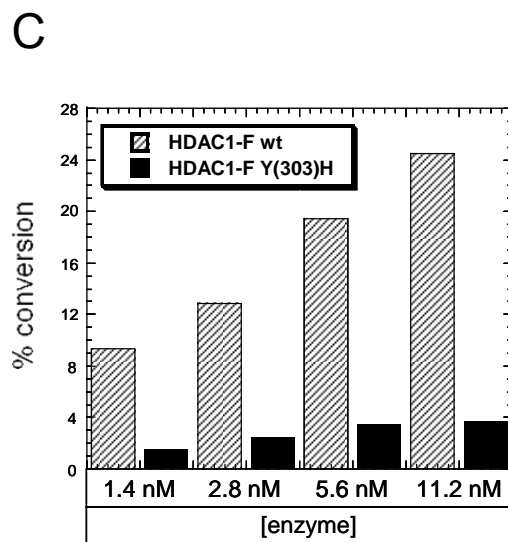 C
28
24
20
16
12
8
4
0
% conversion
HDAC1-F wt
HDAC1-F Y(303)H
1.4 nM 2.8 nM 5.6 nM 11.2 nM
[enzyme]